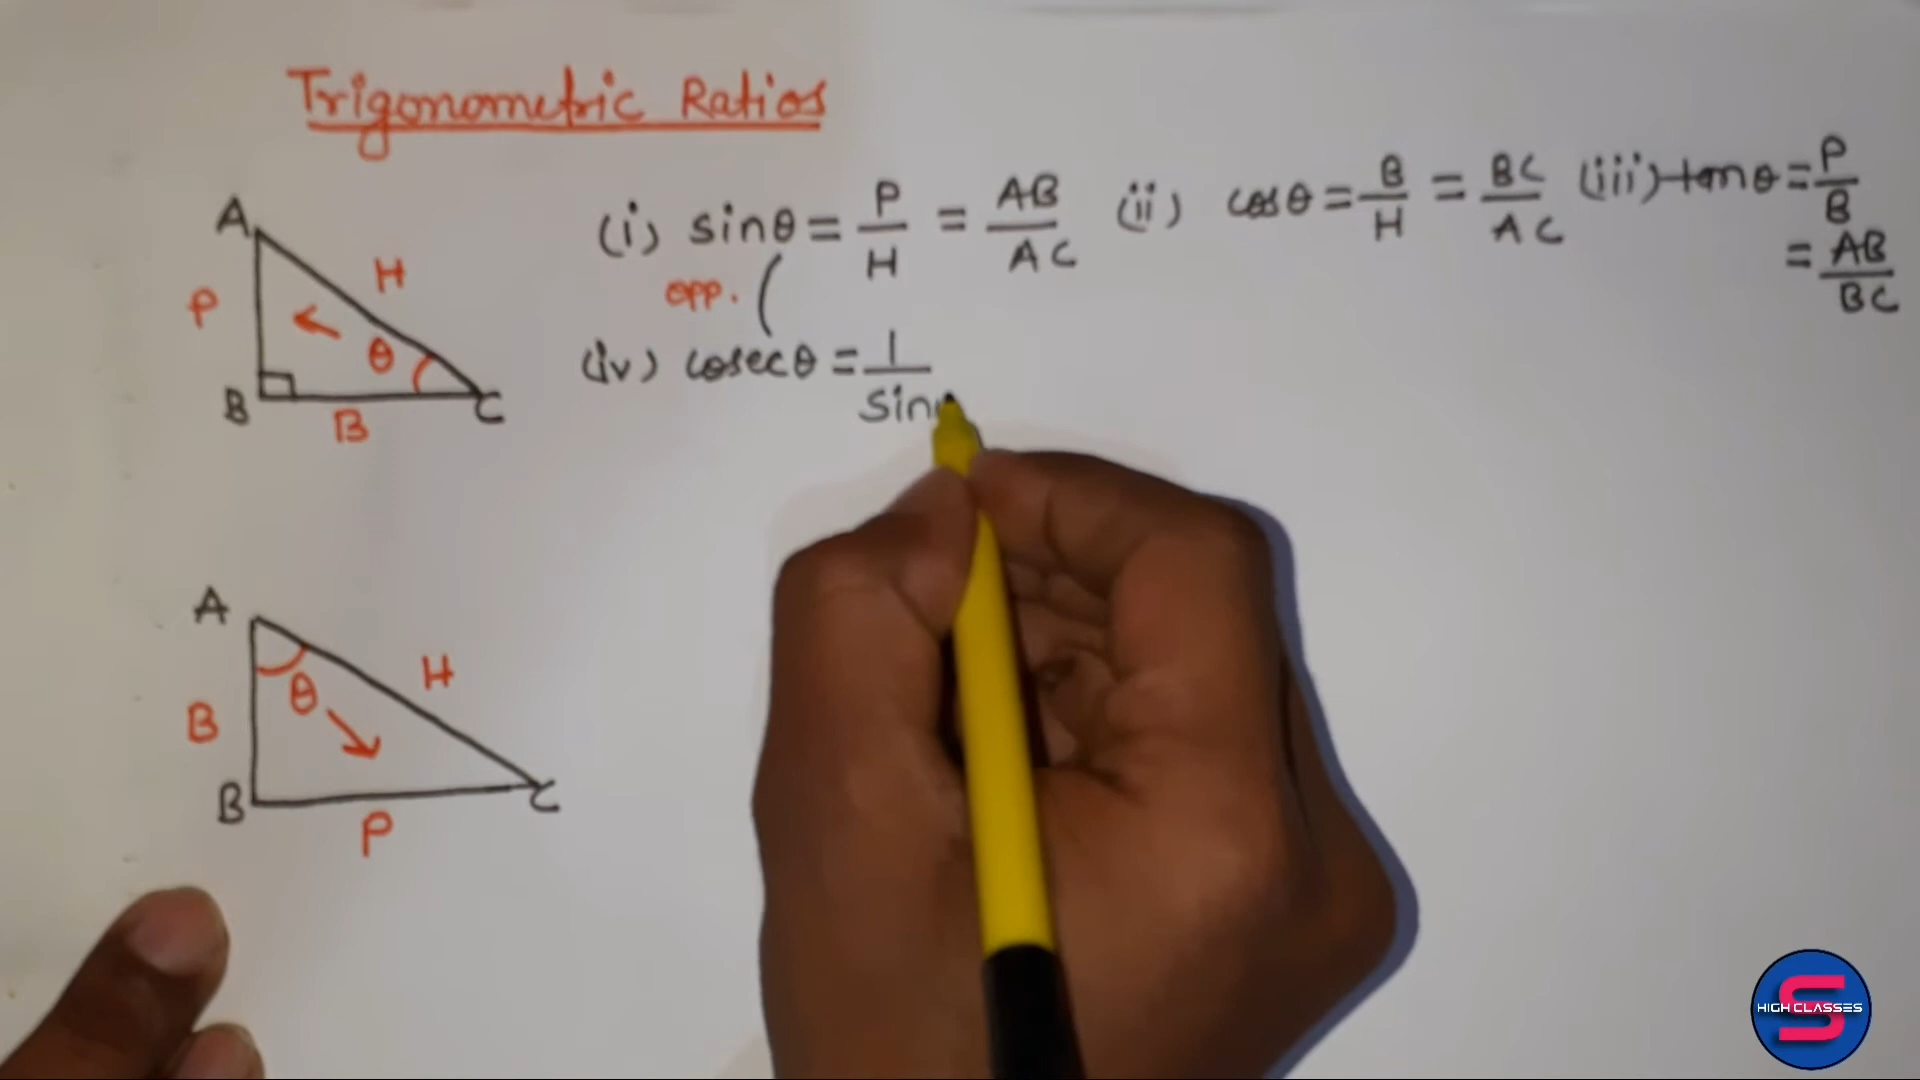 Trigonometric Ratios
(i) sinθ = P/H = AB/AC (ii) cosθ = B/H = BC/AC (iii) tanθ = P/B
= AB/BC
opp. (
(iv) cosecθ = 1/sin
A
P
H
θ
B
B
C
A
B
θ
H
B
P
C
S
HIGH CLASSES